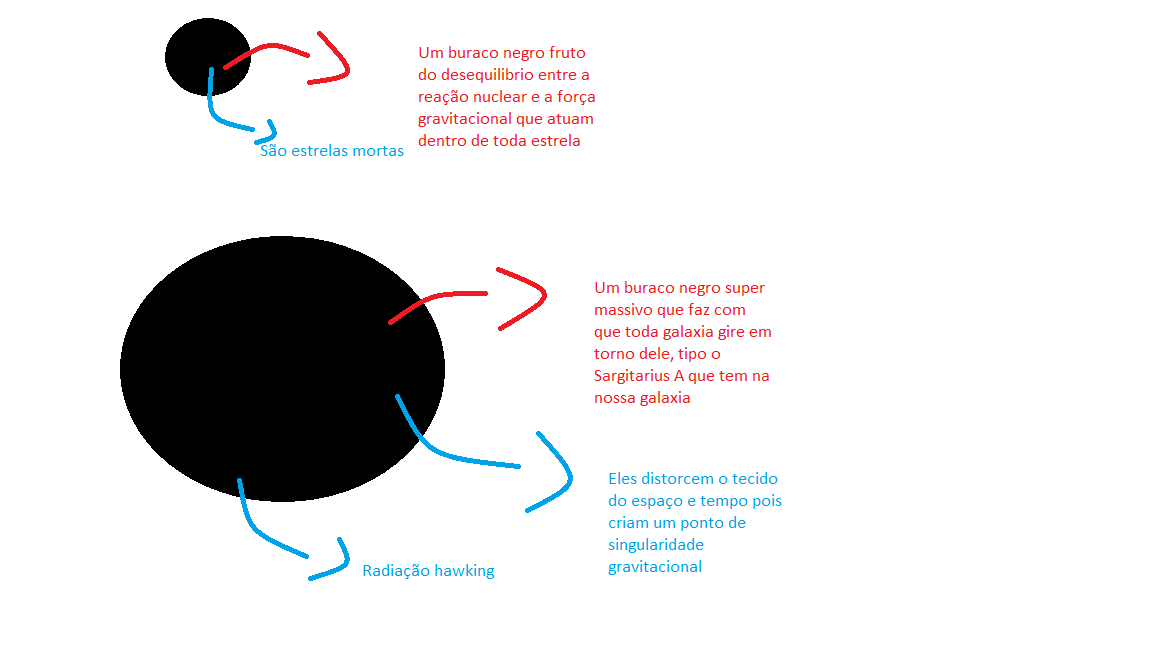 Um buraco negro fruto
do desequilibrio entre a
reação nuclear e a força
gravitacional que atuam
dentro de toda estrela
São estrelas mortas
Um buraco negro super
massivo que faz com
que toda galaxia gire em
torno dele, tipo o
Sargitarius A que tem na
nossa galaxia
Eles distorcem o tecido
do espaço e tempo pois
criam um ponto de
singularidade
gravitacional
Radiação hawking